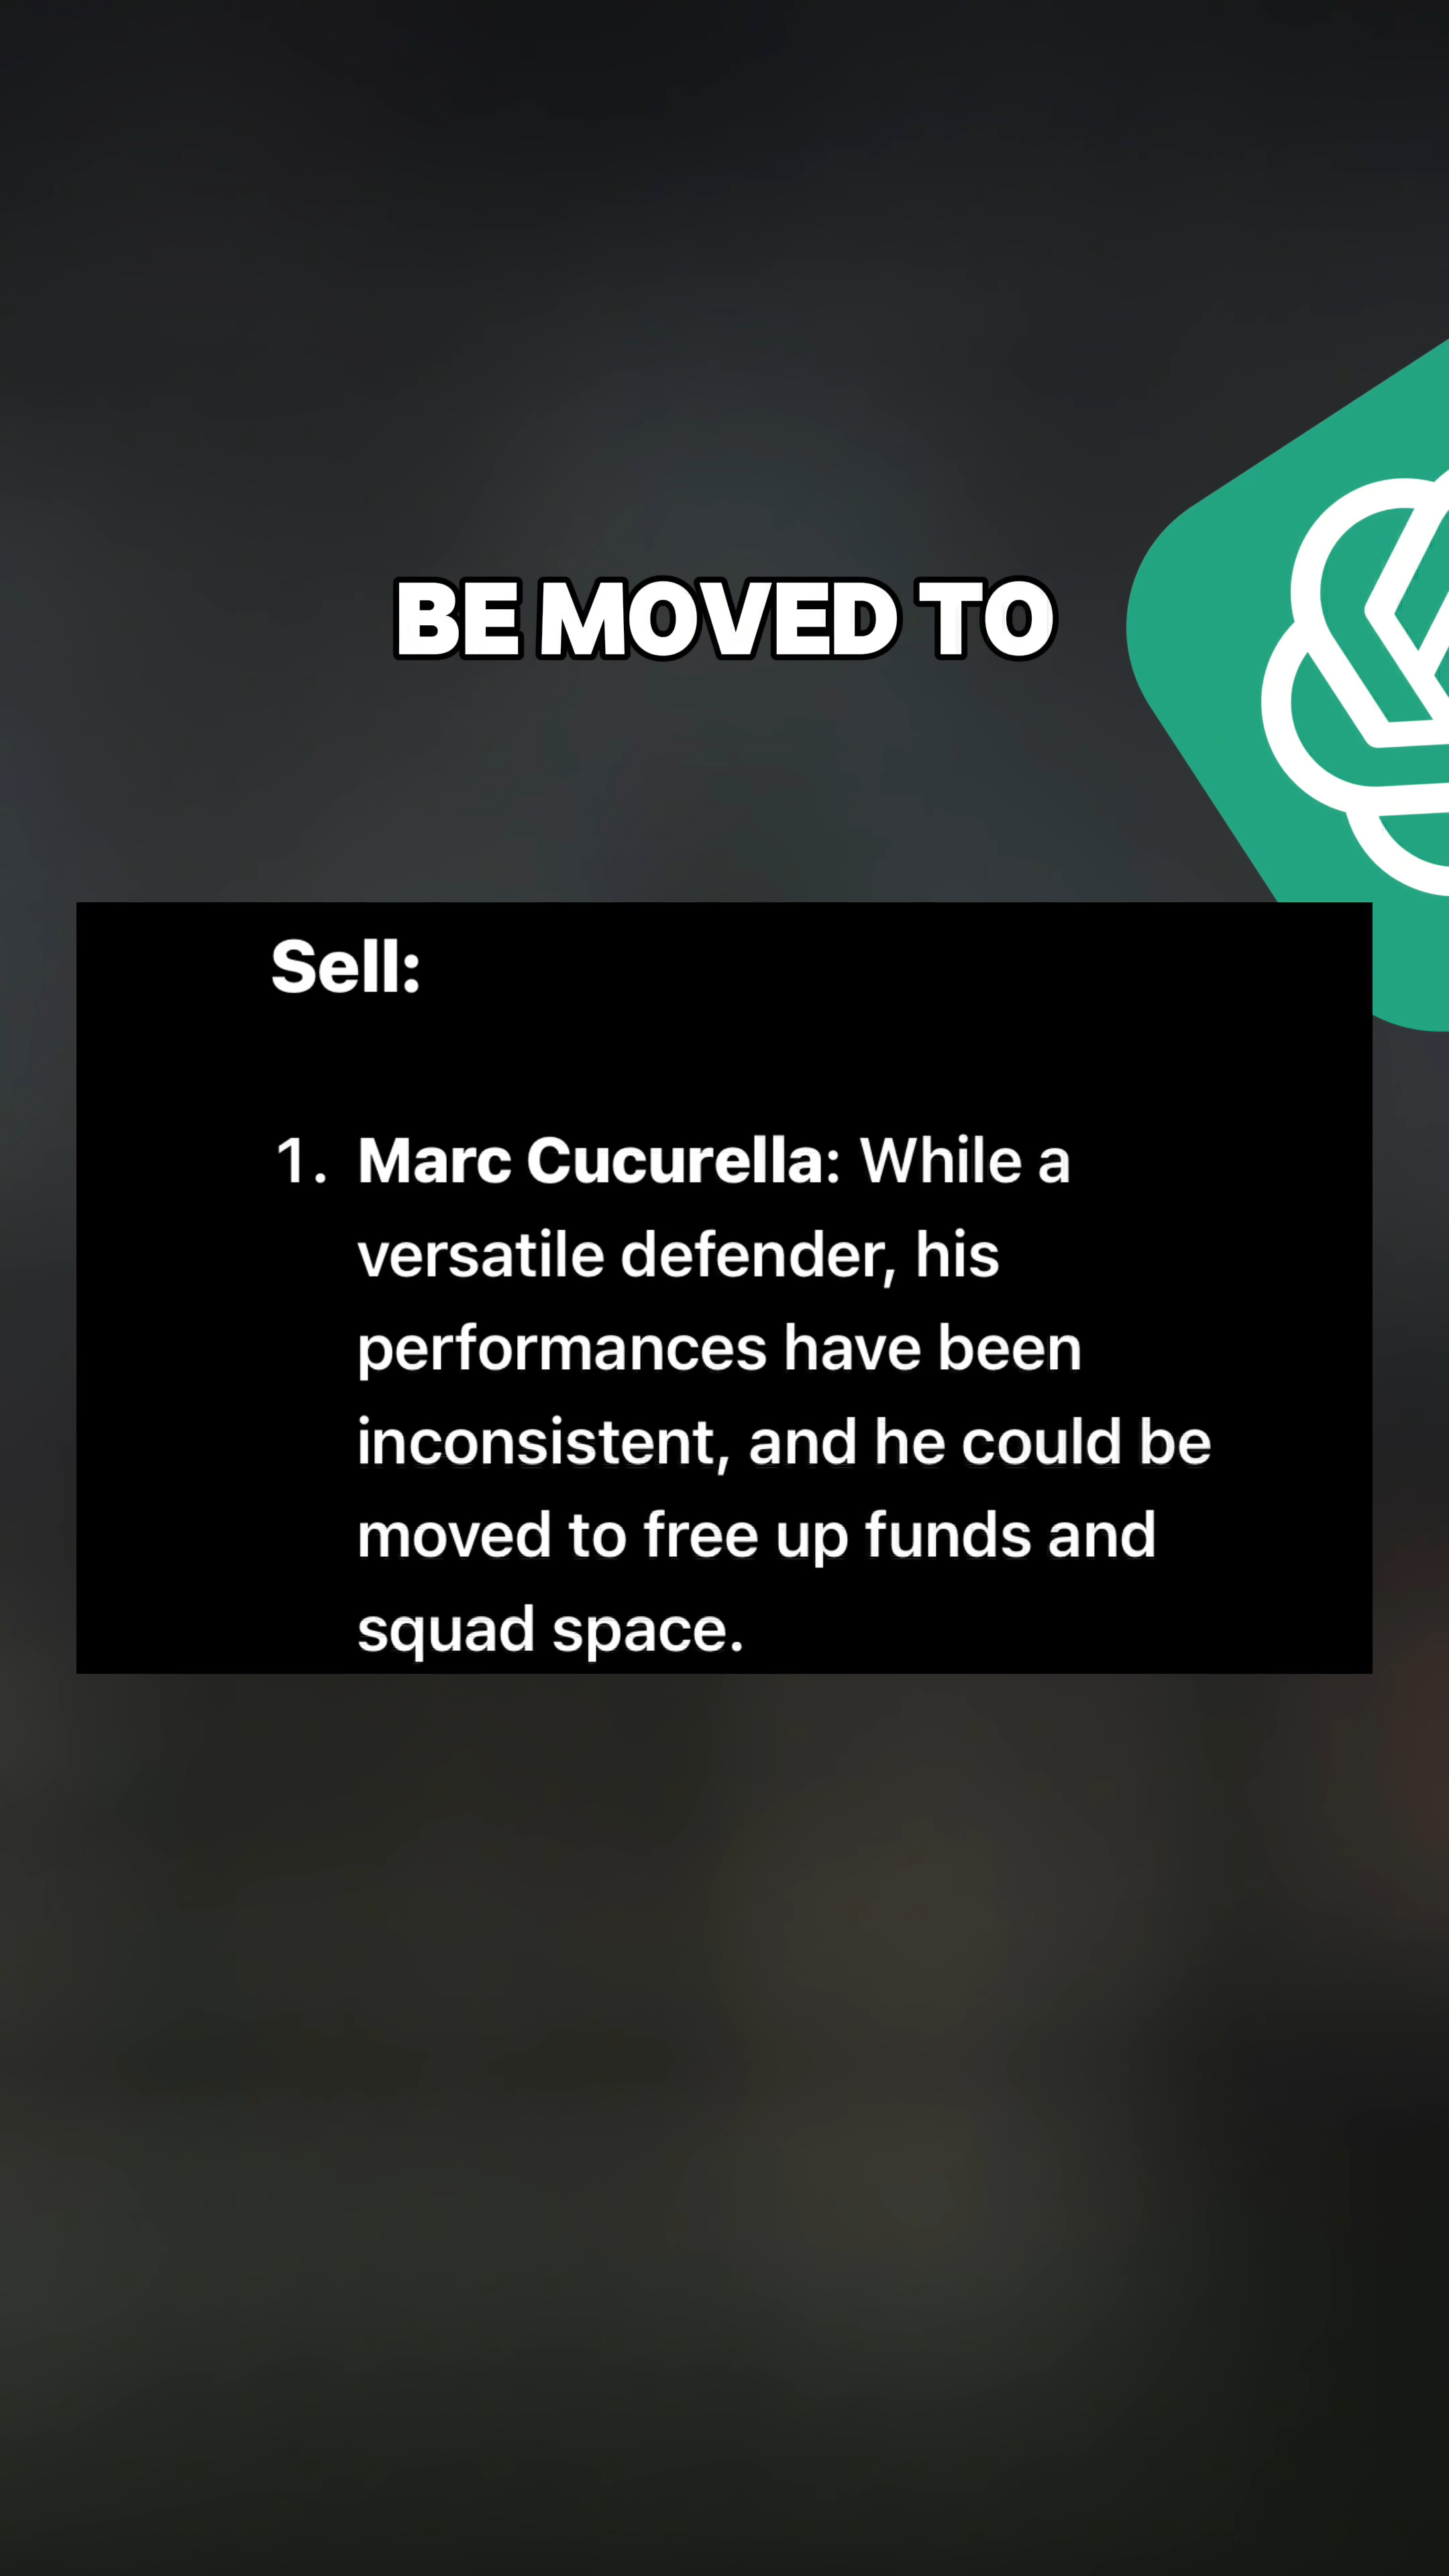 BE MOVED TO
Sell:
1. Marc Cucurella: While a
versatile defender, his
performances have been
inconsistent, and he could be
moved to free up funds and
squad space.